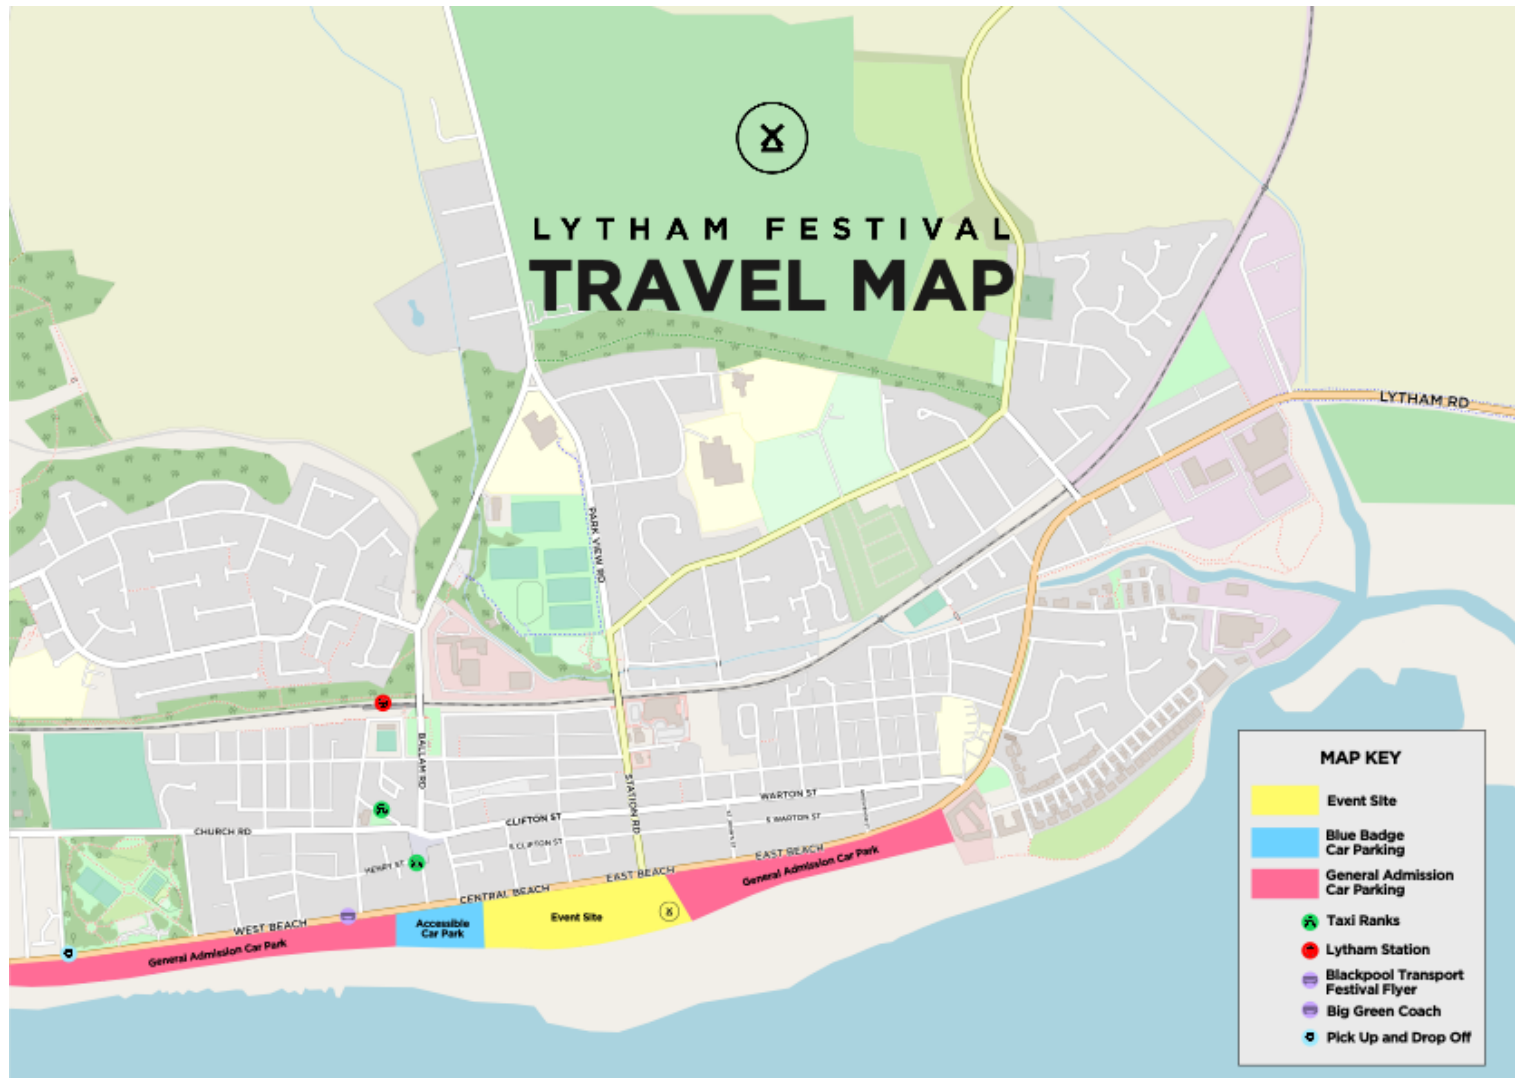 LYTHAM FESTIVAL
TRAVEL MAP
LYTHAM RD
PARK VIEW RD
BALLAM RD
STATION RD
WARTON ST
CLIFTON ST
S WARTON ST
CHURCH RD
S CLIFTON ST
HENRY ST
EAST BEACH
EAST BEACH
General Admission Car Park
CENTRAL BEACH
WEST BEACH
Accessible
Car Park
Event Site
General Admission Car Park
MAP KEY
Event Site
Blue Badge
Car Parking
General Admission
Car Parking
Taxi Ranks
Lytham Station
Blackpool Transport
Festival Flyer
Big Green Coach
Pick Up and Drop Off